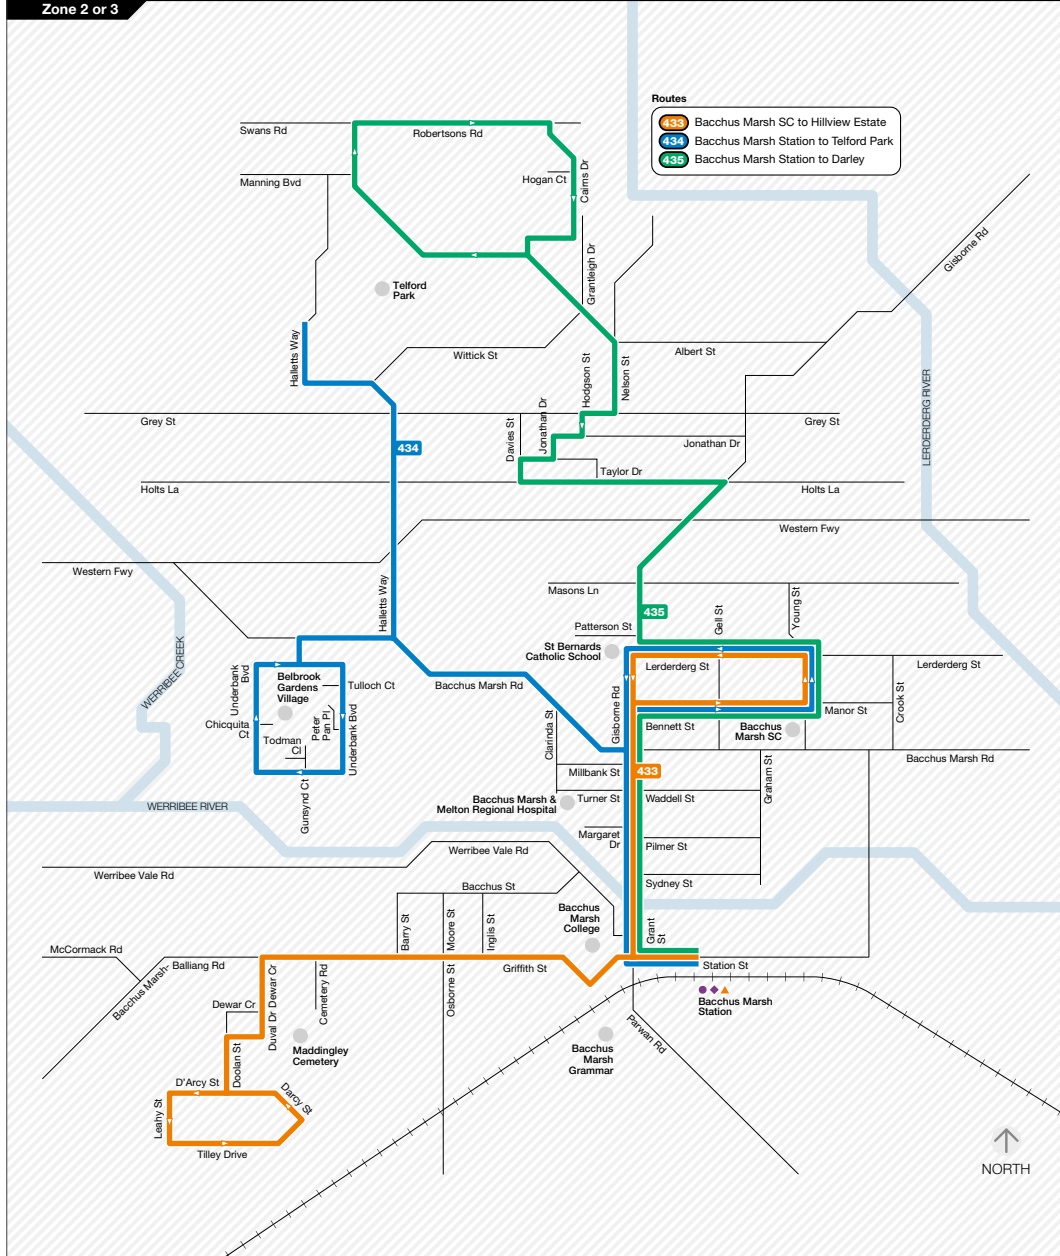 Zone 2 or 3
Routes
433 Bacchus Marsh SC to Hillview Estate
434 Bacchus Marsh Station to Telford Park
435 Bacchus Marsh Station to Darley
Swans Rd
Robertsons Rd
Manning Bvd
Hogan Ct
Cairns Dr
Grantleigh Dr
Gisborne Rd
Telford
Park
Halletts Way
Wittick St
Albert St
Hodgson St
Nelson St
LERDERDERG RIVER
Grey St
Davies St
Jonathan Dr
Grey St
434
Jonathan Dr
Taylor Dr
Holts La
Holts La
Western Fwy
Western Fwy
Halletts Way
Masons Ln
Young St
Gell St
435
Patterson St
St Bernards
Catholic School
WERRIBEE CREEK
Lerderderg St
Lerderderg St
Underbank
Bvd
Belbrook
Gardens
Village
Tulloch Ct
Bacchus Marsh Rd
Gisborne Rd
Crook St
Manor St
Chicquita
Ct
Peter
Pan Pl
Underbank Bvd
Todman
Cl
Clarinda St
Bennett St
Bacchus
Marsh SC
Bacchus Marsh Rd
Millbank St
433
Graham St
Gunsynd Ct
WERRIBEE RIVER
Bacchus Marsh &
Melton Regional Hospital
Turner St
Waddell St
Margaret
Dr
Pilmer St
Werribee Vale Rd
Werribee Vale Rd
Sydney St
Bacchus St
Barry St
Moore St
Inglis St
Bacchus
Marsh
College
Grant
St
McCormack Rd
Bacchus Marsh-
Balliang Rd
Griffith St
Station St
Dewar Cr
Duval Dr
Dewar Cr
Cemetery Rd
Osborne St
Bacchus Marsh
Station
Maddingley
Cemetery
Doolan St
Bacchus
Marsh
Grammar
Parwan Rd
D'Arcy St
Darcy St
Leahy St
Tilley Drive
NORTH